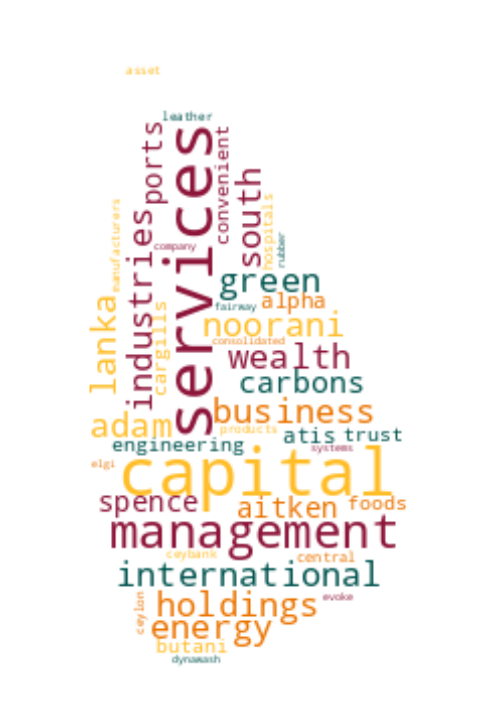 asset
leather
ports
services
convenient
south
hospitals
rubber
manufacturers
industries
company
green
fairway
alpha
lanka
cargills
noorani
consolidated
wealth
carbons
business
adam
products
atis
trust
engineering
systems
elgi
capital
spence
aitken
foods
management
ceybank
central
international
ceylon
holdings
evoke
energy
butani
dynawash